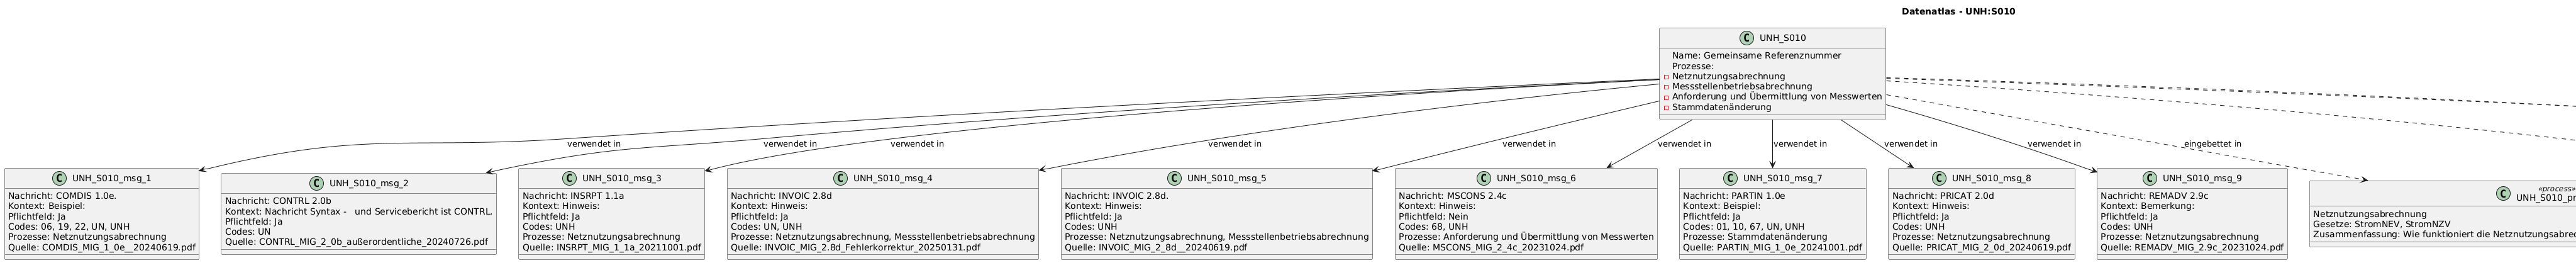 Datenatlas - UNH:S010
C UNH_S010
Name: Gemeinsame Referenznummer
Prozesse:
Netznutzungsabrechnung
Messstellenbetriebsabrechnung
Anforderung und Übermittlung von Messwerten
Stammdatenänderung
verwendet in
verwendet in
verwendet in
verwendet in
verwendet in
verwendet in
verwendet in
verwendet in
verwendet in
eingebettet in
C UNH_S010_msg_1
Nachricht: COMDIS 1.0e.
Kontext: Beispiel:
Pflichtfeld: Ja
Codes: 06, 19, 22, UN, UNH
Prozesse: Netznutzungsabrechnung
Quelle: COMDIS_MIG_1_0e__20240619.pdf
C UNH_S010_msg_2
Nachricht: CONTRL 2.0b
Kontext: Nachricht Syntax -   und Servicebericht ist CONTRL.
Pflichtfeld: Ja
Codes: UN
Quelle: CONTRL_MIG_2_0b_außerordentliche_20240726.pdf
C UNH_S010_msg_3
Nachricht: INSRPT 1.1a
Kontext: Hinweis:
Pflichtfeld: Ja
Codes: UNH
Prozesse: Netznutzungsabrechnung
Quelle: INSRPT_MIG_1_1a_20211001.pdf
C UNH_S010_msg_4
Nachricht: INVOIC 2.8d
Kontext: Hinweis:
Pflichtfeld: Ja
Codes: UN, UNH
Prozesse: Netznutzungsabrechnung, Messstellenbetriebsabrechnung
Quelle: INVOIC_MIG_2.8d_Fehlerkorrektur_20250131.pdf
C UNH_S010_msg_5
Nachricht: INVOIC 2.8d.
Kontext: Hinweis:
Pflichtfeld: Ja
Codes: UNH
Prozesse: Netznutzungsabrechnung, Messstellenbetriebsabrechnung
Quelle: INVOIC_MIG_2_8d__20240619.pdf
C UNH_S010_msg_6
Nachricht: MSCONS 2.4c
Kontext: Hinweis:
Pflichtfeld: Nein
Codes: 68, UNH
Prozesse: Anforderung und Übermittlung von Messwerten
Quelle: MSCONS_MIG_2_4c_20231024.pdf
C UNH_S010_msg_7
Nachricht: PARTIN 1.0e
Kontext: Beispiel:
Pflichtfeld: Ja
Codes: 01, 10, 67, UN, UNH
Prozesse: Stammdatenänderung
Quelle: PARTIN_MIG_1_0e_20241001.pdf
C UNH_S010_msg_8
Nachricht: PRICAT 2.0d
Kontext: Hinweis:
Pflichtfeld: Ja
Codes: UNH
Prozesse: Netznutzungsabrechnung
Quelle: PRICAT_MIG_2_0d_20240619.pdf
C UNH_S010_msg_9
Nachricht: REMADV 2.9c
Kontext: Bemerkung:
Pflichtfeld: Ja
Codes: UNH
Prozesse: Netznutzungsabrechnung
Quelle: REMADV_MIG_2.9c_20231024.pdf
«process»
C UNH_S010_pr
Netznutzungsabrechnung
Gesetze: StromNEV, StromNZV
Zusammenfassung: Wie funktioniert die Netznutzungsabrec